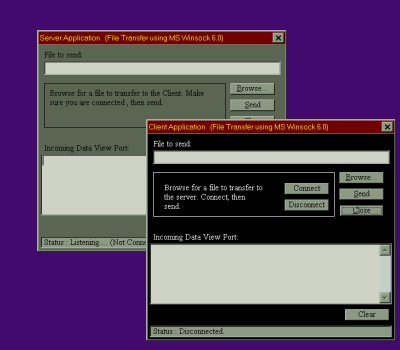 Server Application (File Transfer using MS Winsock 6.0)
File to send
Browse for a file to transfer to the Client. Make
sure you are connected , then send.
Browse...
Send
Incoming Data View Port:
Status : Listening.... (Not
Client Application (File Transfer using MS Winsock 6.0)
File to send
Browse for a file to transfer to
the server. Connect, then
send.
Connect
Disconnect
Browse...
Send
Close
Incoming Data View Port:
Clear
Status : Disconnected.